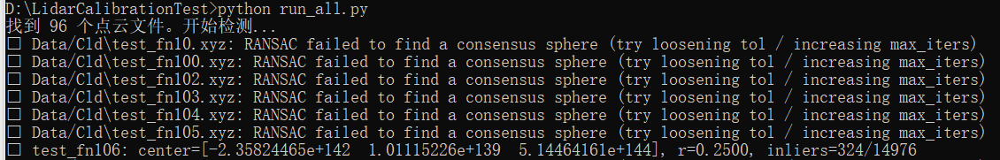 D:\LidarCalibrationTest>python run_all.py
找到 96 个点云文件。开始检测...
□ Data/Cld\test_fn10.xyz: RANSAC failed to find a consensus sphere (try loosening tol / increasing max_iters)
□ Data/Cld\test_fn100.xyz: RANSAC failed to find a consensus sphere (try loosening tol / increasing max_iters)
□ Data/Cld\test_fn102.xyz: RANSAC failed to find a consensus sphere (try loosening tol / increasing max_iters)
□ Data/Cld\test_fn103.xyz: RANSAC failed to find a consensus sphere (try loosening tol / increasing max_iters)
□ Data/Cld\test_fn104.xyz: RANSAC failed to find a consensus sphere (try loosening tol / increasing max_iters)
□ Data/Cld\test_fn105.xyz: RANSAC failed to find a consensus sphere (try loosening tol / increasing max_iters)
□ test_fn106: center=[-2.35824465e+142  1.01115226e+139  5.14464161e+144], r=0.2500, inliers=324/14976